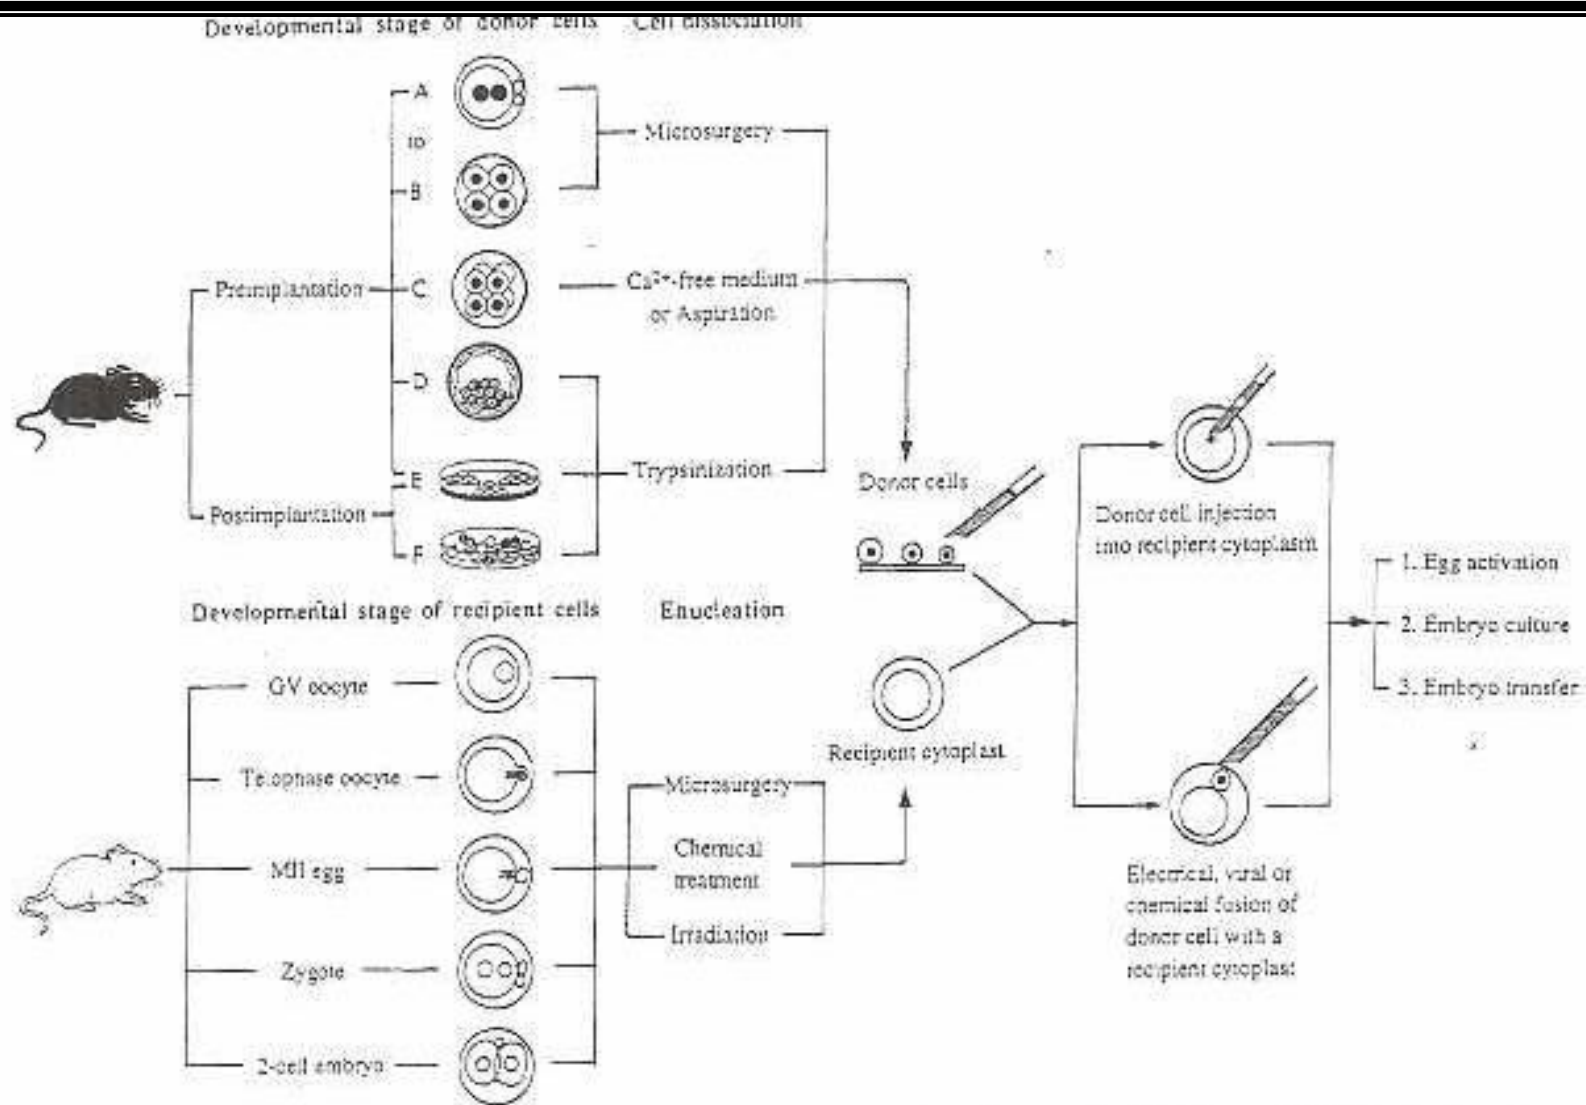 Developmental stage of donor cells Cell dissociation
A
to
B
Microsurgery
Preimplantation
C
Ca²⁺-free medium
or Aspiration
D
E
Trypsinization
Postimplantation
F
Donor cells
Donor cell injection
into recipient cytoplasm
Developmental stage of recipient cells Enucleation
GV oocyte
Telophase oocyte
MII egg
Zygote
2-cell embryo
Microsurgery
Chemical
treatment
Irradiation
Recipient cytoplast
Electrical, viral or
chemical fusion of
donor cell with a
recipient cytoplast
1. Egg activation
2. Embryo culture
3. Embryo transfer